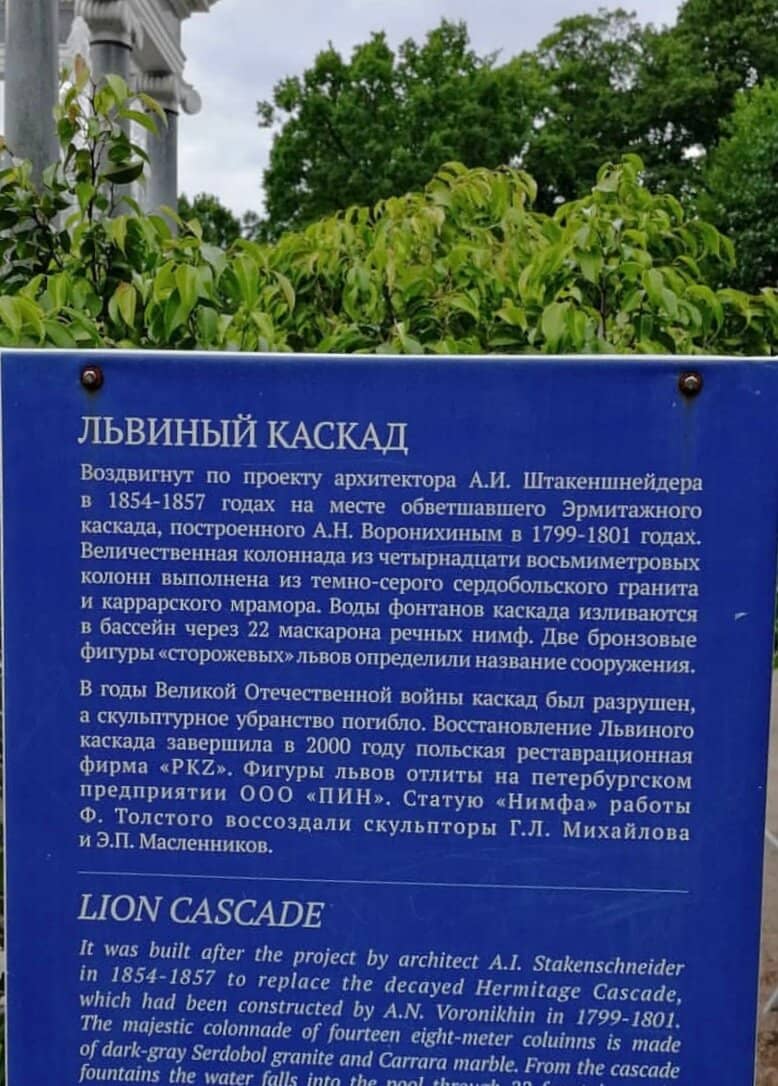 ЛЬВИНЫЙ КАСКАД
Воздвигнут по проекту архитектора А.И. Штакеншнейдера
в 1854-1857 годах на месте обветшавшего Эрмитажного
каскада, построенного А.Н. Воронихиным в 1799-1801 годах.
Величественная колоннада из четырнадцати восьмиметровых
колонн выполнена из темно-серого сердобольского гранита
и каррарского мрамора. Воды фонтанов каскада изливаются
в бассейн через 22 маскарона речных нимф. Две бронзовые
фигуры «сторожевых» львов определили название сооружения.
В годы Великой Отечественной войны каскад был разрушен,
а скульптурное убранство погибло. Восстановление Львиного
каскада завершила в 2000 году польская реставрационная
фирма «PKZ». Фигуры львов отлиты на петербургском
предприятии ООО «ПИН». Статую «Нимфа» работы
Ф. Толстого воссоздали скульпторы Г.Л. Михайлова
и Э.П. Масленников.
LION CASCADE
It was built after the project by architect A.I. Stakenschneider
in 1854-1857 to replace the decayed Hermitage Cascade,
which had been constructed by A.N. Voronikhin in 1799-1801.
The majestic colonnade of fourteen eight-meter coluinns is made
of dark-gray Serdobol granite and Carrara marble. From the cascade
fountains the water falls into the pool through 22